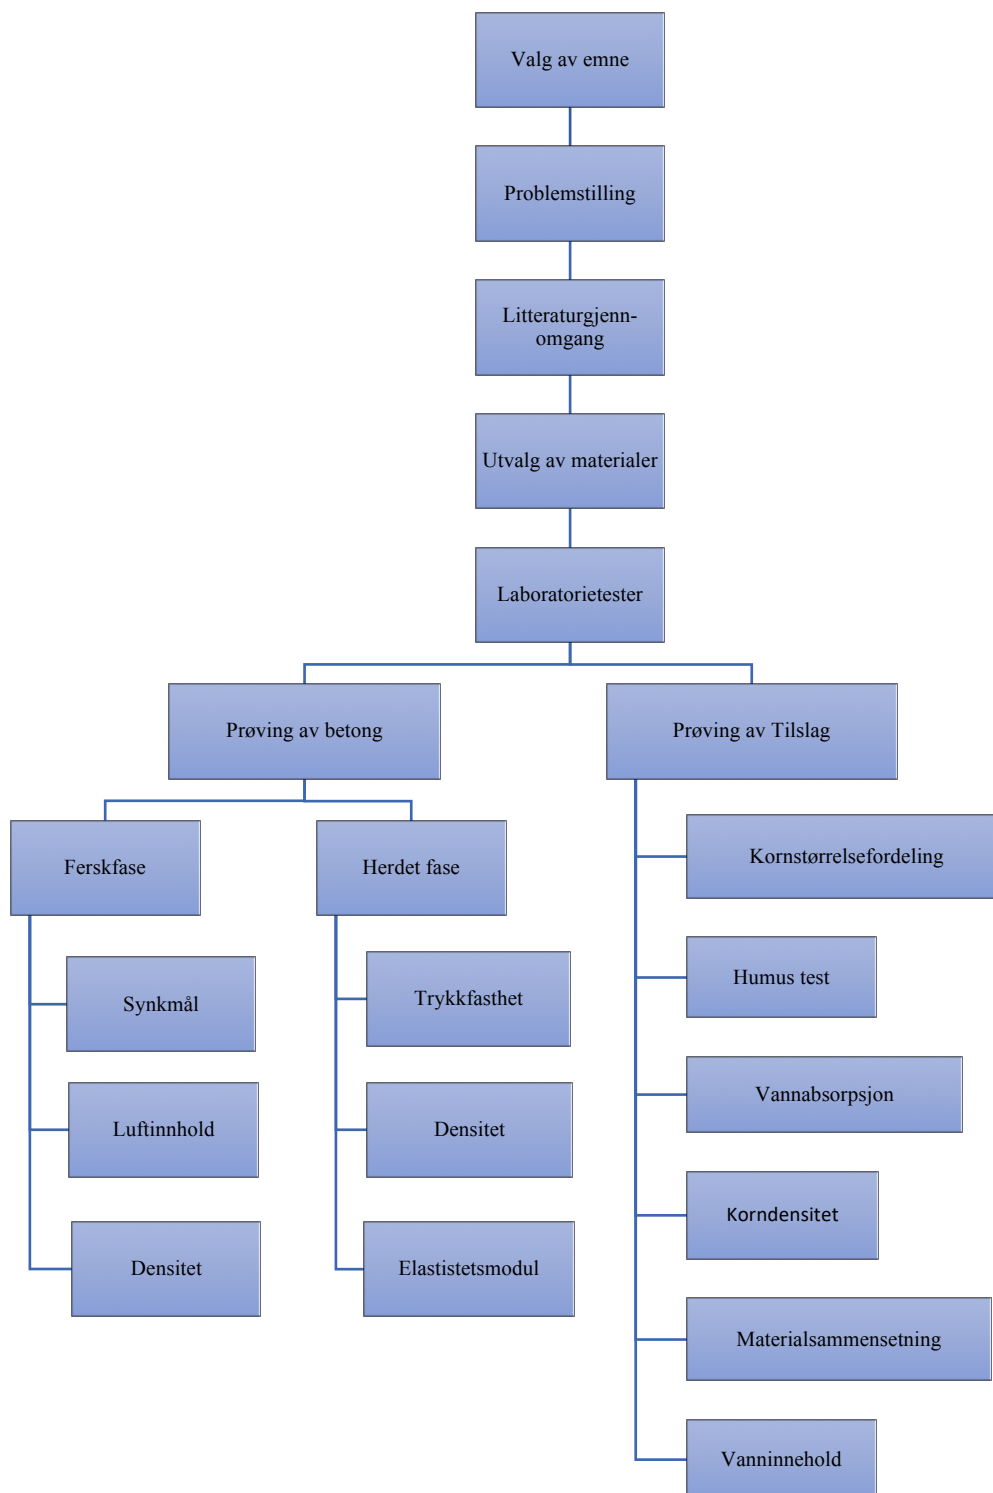 Valg av emne
Problemstilling
Litteraturgjenn-
omgang
Utvalg av materialer
Laboratorietester
Prøving av betong
Prøving av Tilslag
Ferskfase
Herdet fase
Synkmål
Luftinnhold
Densitet
Trykkfasthet
Densitet
Elastistetsmodul
Kornstørrelsefordeling
Humus test
Vannabsorpsjon
Korndensitet
Materialsammensetning
Vanninnehold